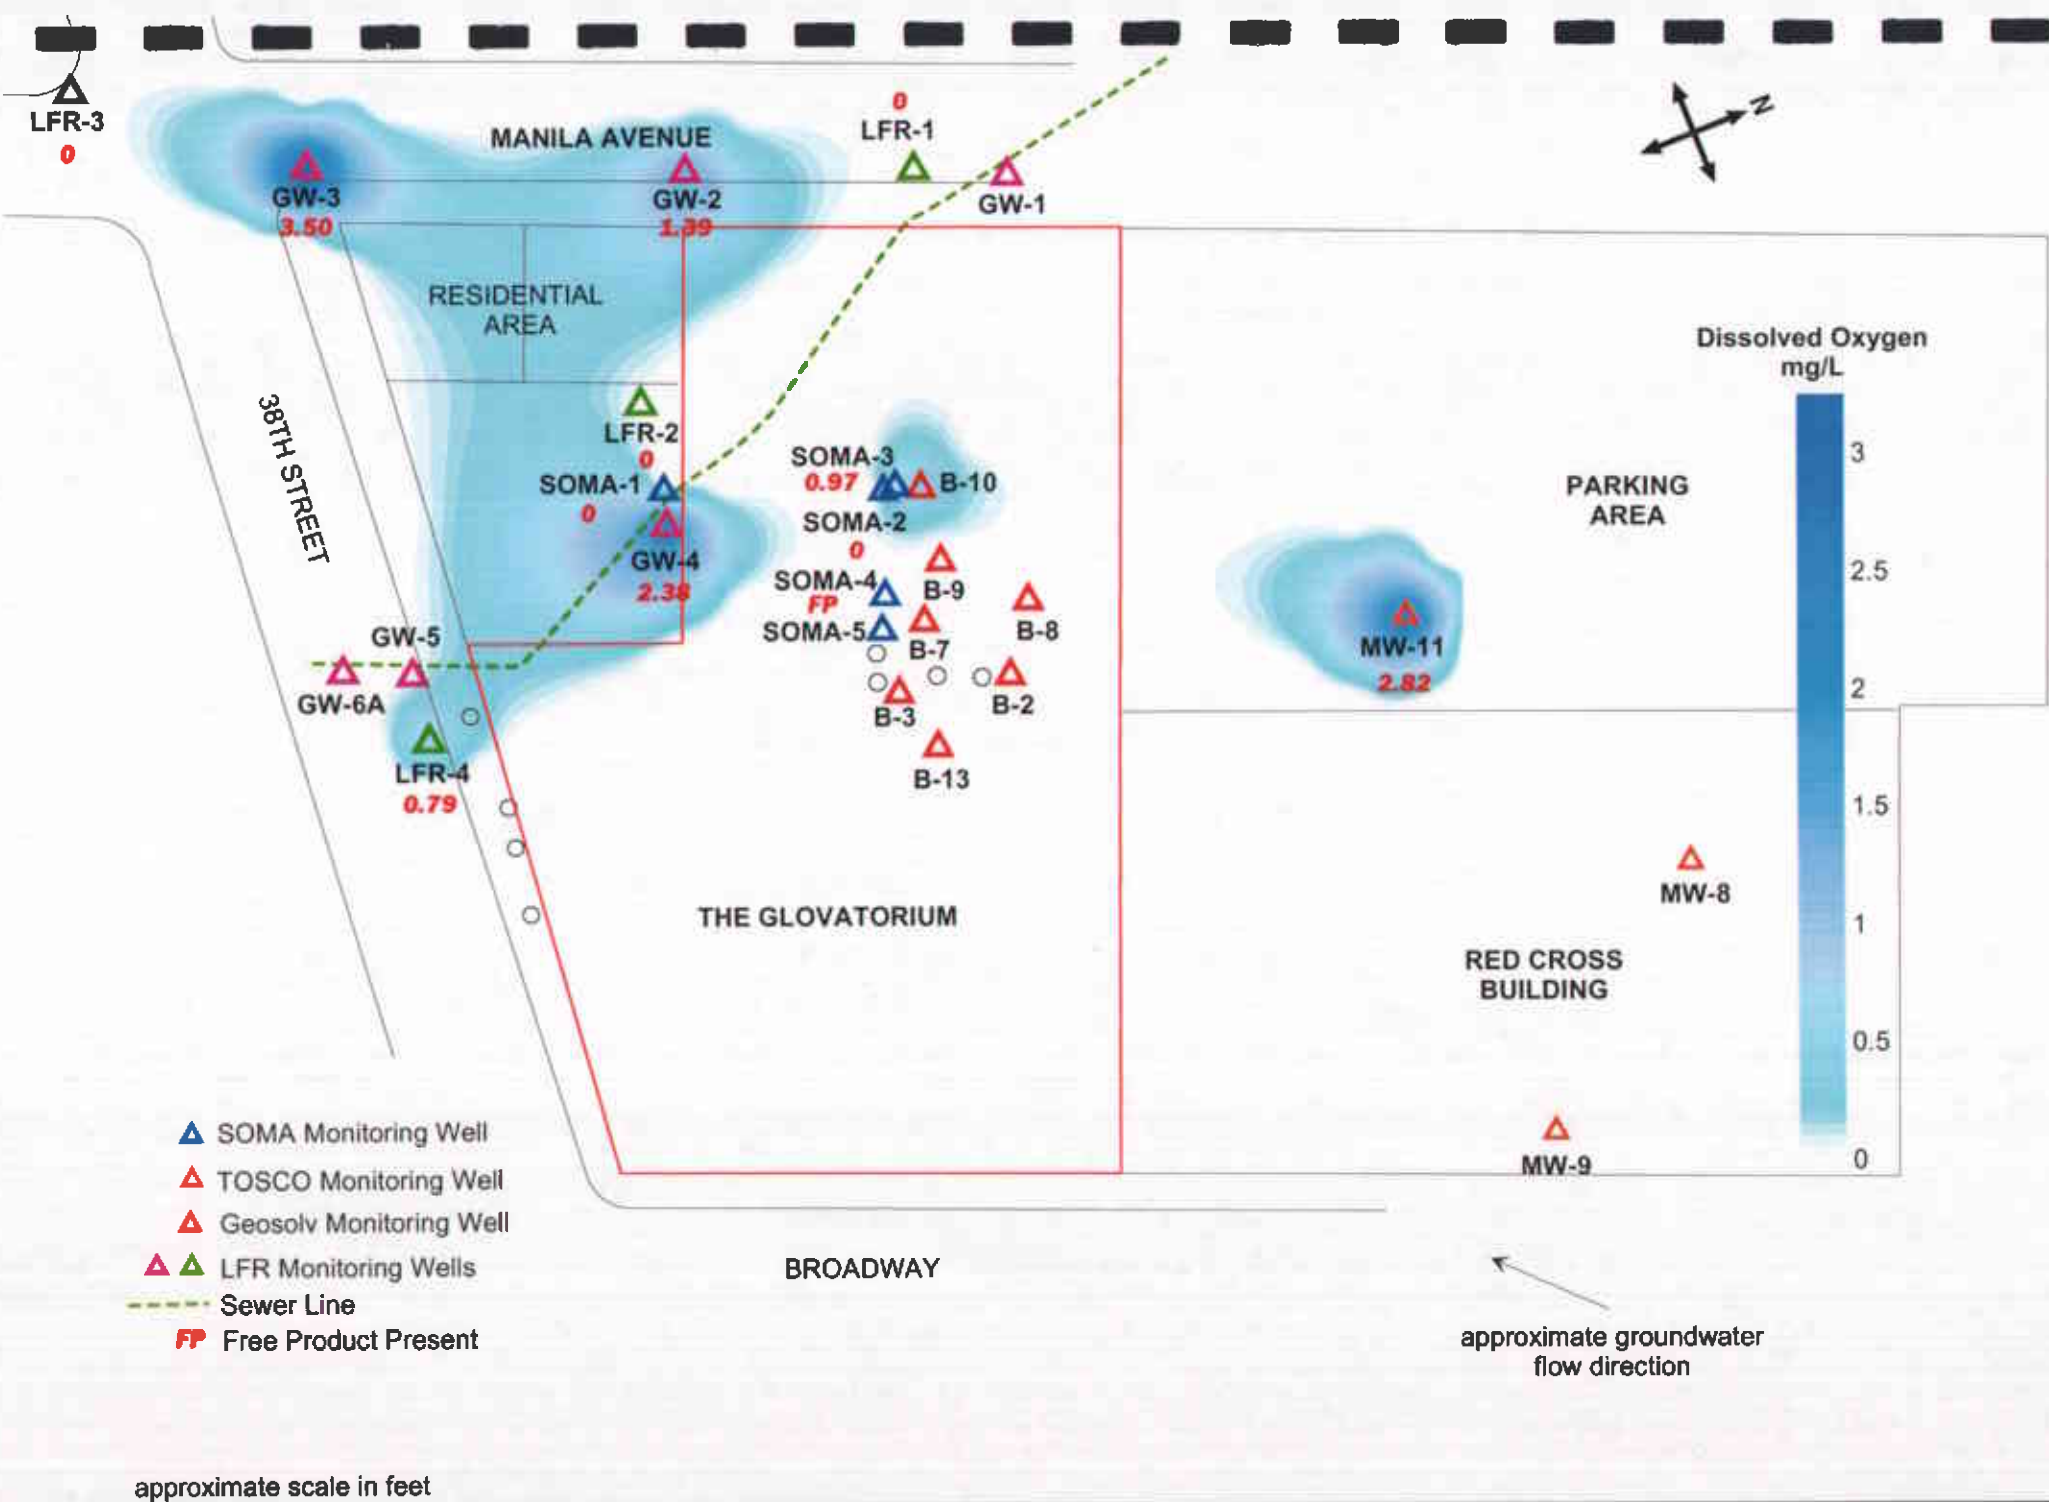 LFR-3
0
MANILA AVENUE
0
LFR-1
N
GW-3
3.50
GW-2
1.39
GW-1
RESIDENTIAL
AREA
Dissolved Oxygen
mg/L
3
2.5
2
1.5
1
0.5
0
38TH STREET
LFR-2
0
SOMA-1
0
GW-4
2.38
SOMA-3
0.97
B-10
SOMA-2
0
SOMA-4
FP
SOMA-5
B-9
B-7
B-8
B-3
B-2
B-13
PARKING
AREA
MW-11
2.82
GW-5
GW-6A
LFR-4
0.79
THE GLOVATORIUM
MW-8
RED CROSS
BUILDING
MW-9
SOMA Monitoring Well
TOSCO Monitoring Well
Geosolv Monitoring Well
LFR Monitoring Wells
Sewer Line
FP Free Product Present
BROADWAY
approximate groundwater
flow direction
approximate scale in feet